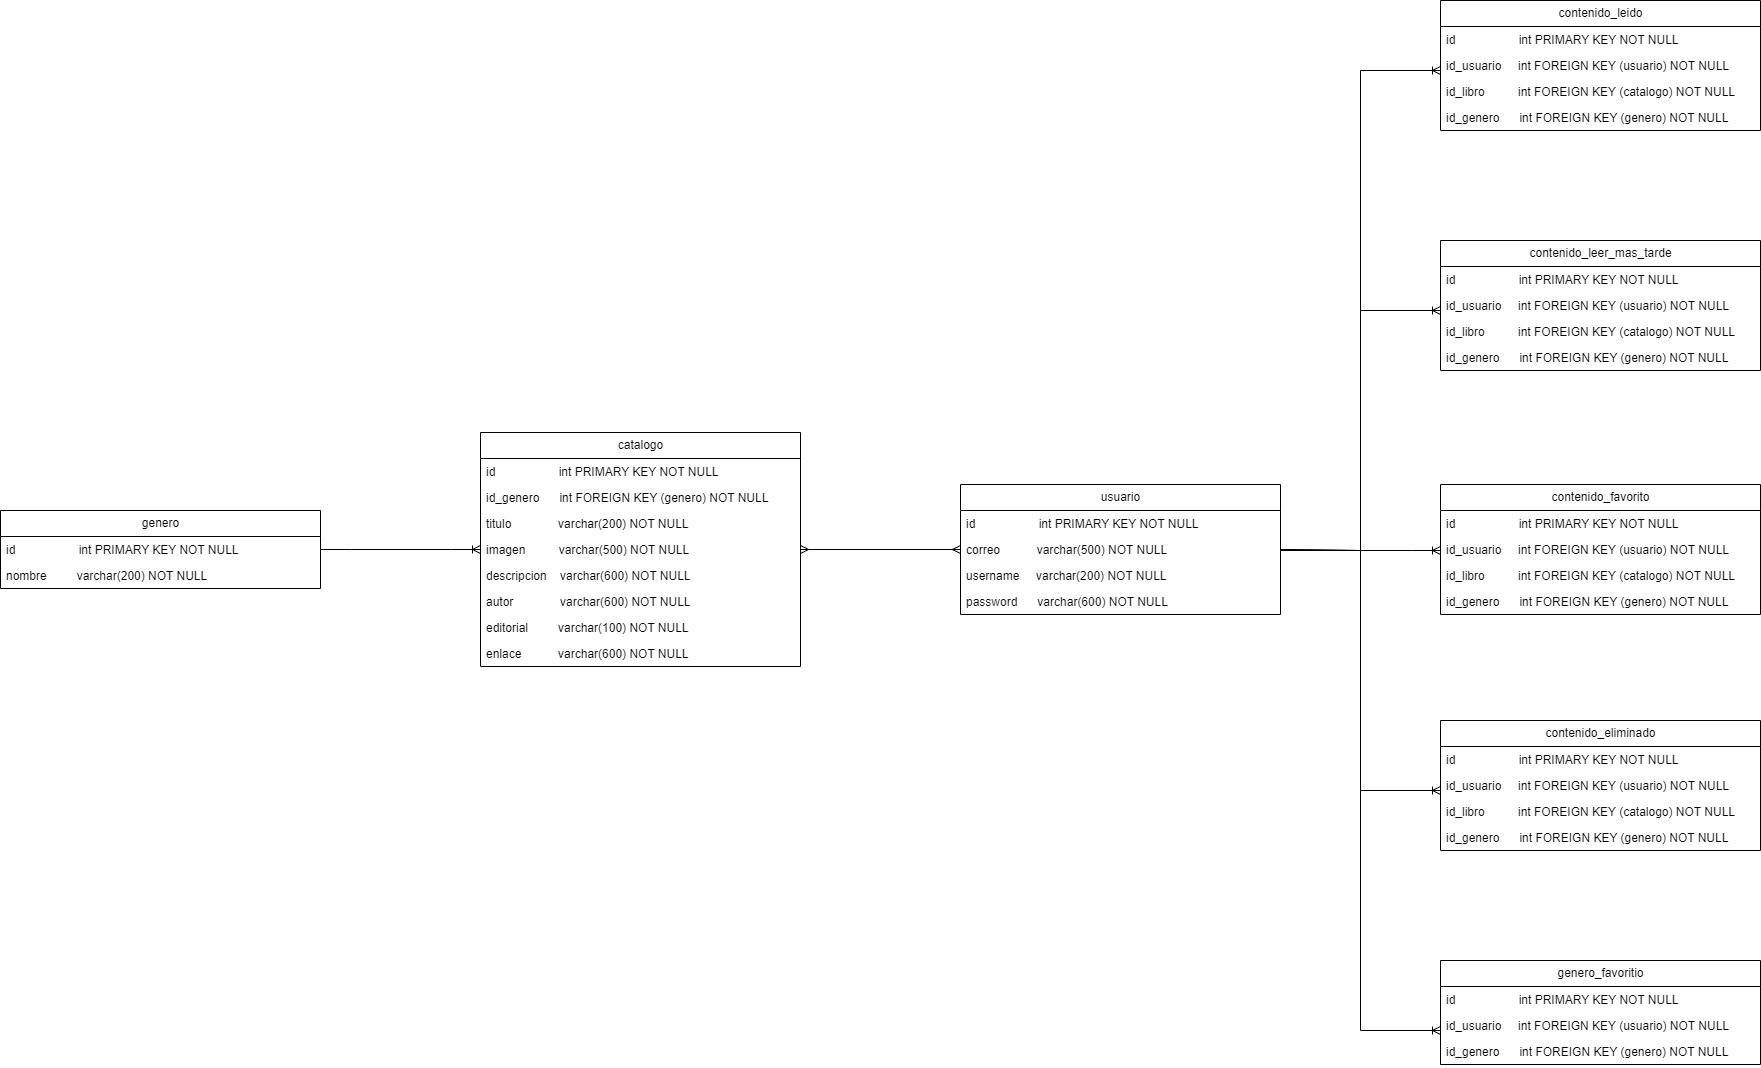 genero
id int PRIMARY KEY NOT NULL
nombre varchar(200) NOT NULL
catalogo
id int PRIMARY KEY NOT NULL
id_genero int FOREIGN KEY (genero) NOT NULL
titulo varchar(200) NOT NULL
imagen varchar(500) NOT NULL
descripcion varchar(600) NOT NULL
autor varchar(600) NOT NULL
editorial varchar(100) NOT NULL
enlace varchar(600) NOT NULL
usuario
id int PRIMARY KEY NOT NULL
correo varchar(500) NOT NULL
username varchar(200) NOT NULL
password varchar(600) NOT NULL
contenido_leido
id int PRIMARY KEY NOT NULL
id_usuario int FOREIGN KEY (usuario) NOT NULL
id_libro int FOREIGN KEY (catalogo) NOT NULL
id_genero int FOREIGN KEY (genero) NOT NULL
contenido_leer_mas_tarde
id int PRIMARY KEY NOT NULL
id_usuario int FOREIGN KEY (usuario) NOT NULL
id_libro int FOREIGN KEY (catalogo) NOT NULL
id_genero int FOREIGN KEY (genero) NOT NULL
contenido_favorito
id int PRIMARY KEY NOT NULL
id_usuario int FOREIGN KEY (usuario) NOT NULL
id_libro int FOREIGN KEY (catalogo) NOT NULL
id_genero int FOREIGN KEY (genero) NOT NULL
contenido_eliminado
id int PRIMARY KEY NOT NULL
id_usuario int FOREIGN KEY (usuario) NOT NULL
id_libro int FOREIGN KEY (catalogo) NOT NULL
id_genero int FOREIGN KEY (genero) NOT NULL
genero_favoritio
id int PRIMARY KEY NOT NULL
id_usuario int FOREIGN KEY (usuario) NOT NULL
id_genero int FOREIGN KEY (genero) NOT NULL